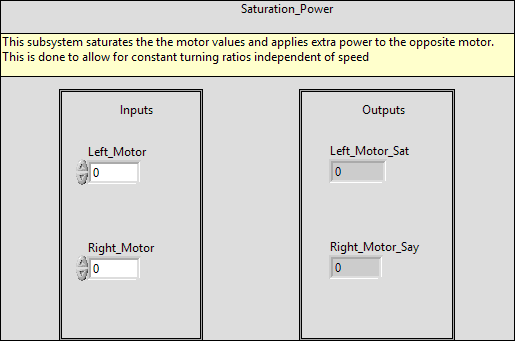 Saturation_Power
This subsystem saturates the the motor values and applies extra power to the opposite motor.
This is done to allow for constant turning ratios independent of speed
Inputs
Outputs
Left_Motor
0
Left_Motor_Sat
0
Right_Motor
0
Right_Motor_Say
0